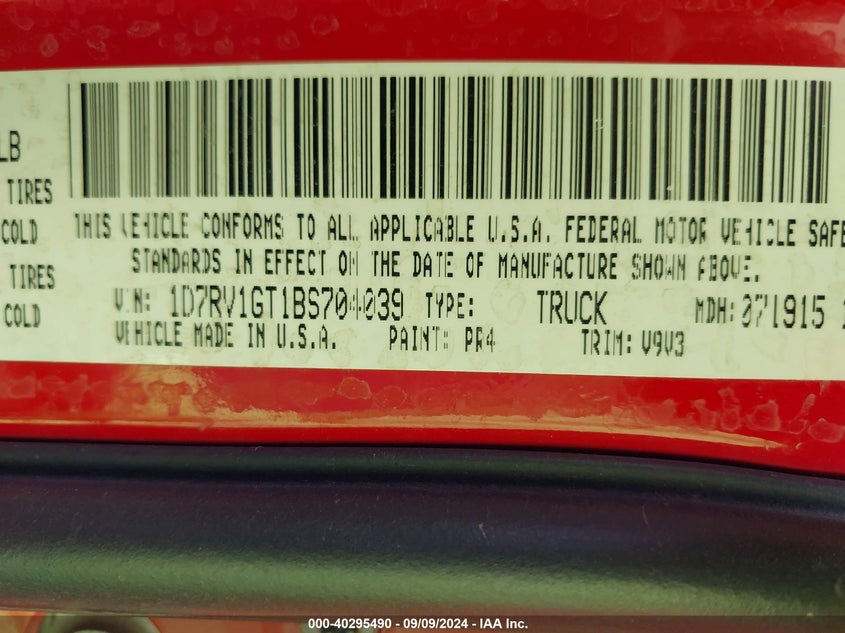 LB
TIRES
COLD
TIRES
COLD
THIS VEHICLE CONFORMS TO ALL APPLICABLE U.S.A. FEDERAL MOTOR VEHICLE SAFE
STANDARDS IN EFFECT ON THE DATE OF MANUFACTURE SHOWN ABOVE.
VIN: 1D7RV1GT1BS704039 TYPE: TRUCK MDH: 071915
VEHICLE MADE IN U.S.A. PAINT: PR4 TRIM: V9V3
000-40295490 - 09/09/2024 - IAA Inc.